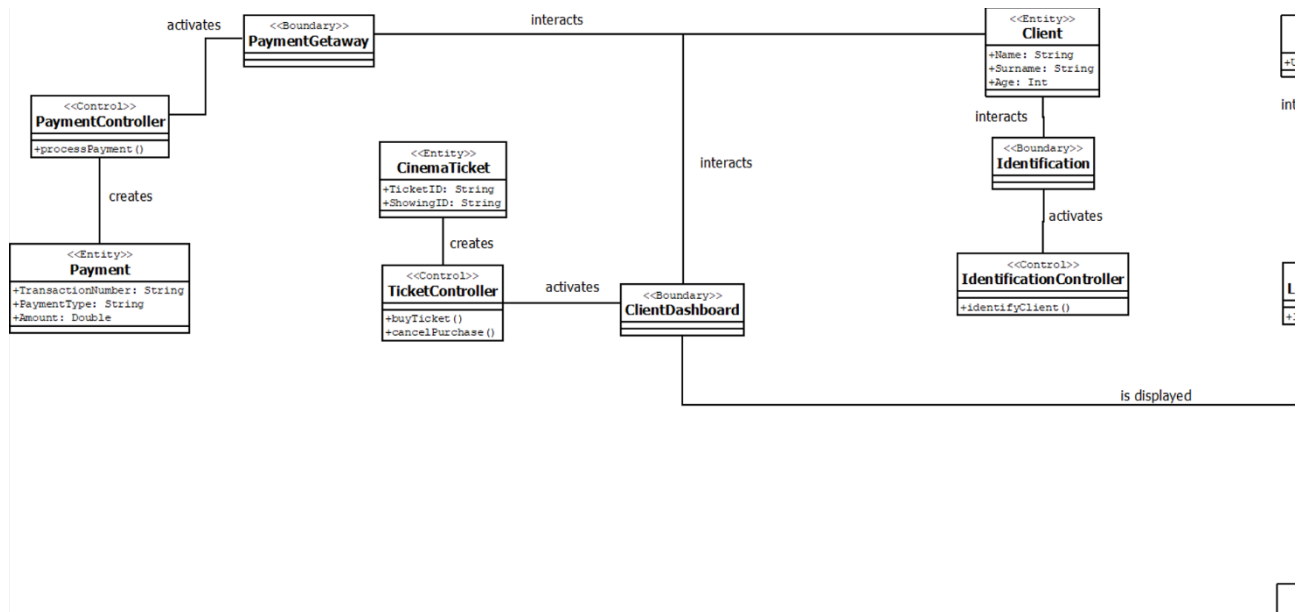 activates
<<Boundary>>
PaymentGetaway
interacts
<<Entity>>
Client
+Name: String
+Surname: String
+Age: Int
<<Control>>
PaymentController
+processPayment()
creates
<<Entity>>
Payment
+TransactionNumber: String
+PaymentType: String
+Amount: Double
<<Entity>>
CinemaTicket
+TicketID: String
+ShowingID: String
creates
<<Control>>
TicketController
+buyTicket()
+cancelPurchase()
activates
interacts
<<Boundary>>
ClientDashboard
interacts
<<Boundary>>
Identification
activates
<<Control>>
IdentificationController
+identifyClient()
is displayed